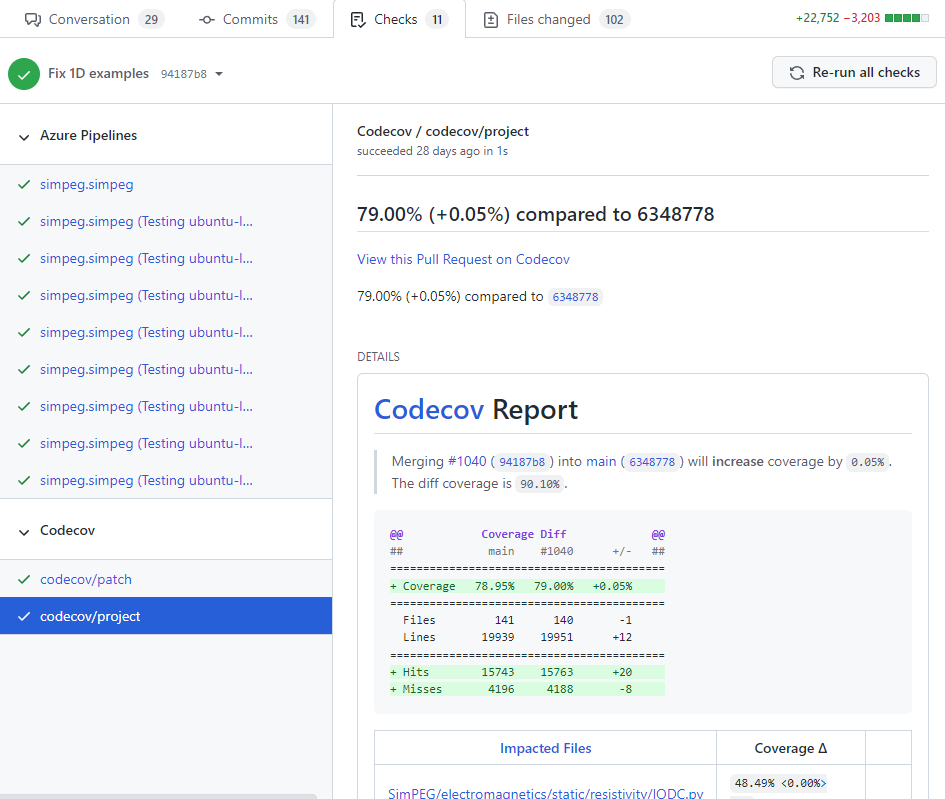 Conversation 29 Commits 141 Checks 11 Files changed 102 +22,752 −3,203
Fix 1D examples 94187b8 Re-run all checks
Azure Pipelines
simpeg.simpeg
simpeg.simpeg (Testing ubuntu-l...
simpeg.simpeg (Testing ubuntu-l...
simpeg.simpeg (Testing ubuntu-l...
simpeg.simpeg (Testing ubuntu-l...
simpeg.simpeg (Testing ubuntu-l...
simpeg.simpeg (Testing ubuntu-l...
simpeg.simpeg (Testing ubuntu-l...
simpeg.simpeg (Testing ubuntu-l...
Codecov
codecov/patch
codecov/project
Codecov / codecov/project
succeeded 28 days ago in 1s
79.00% (+0.05%) compared to 6348778
View this Pull Request on Codecov
79.00% (+0.05%) compared to 6348778
DETAILS
Codecov Report
Merging #1040 ( 94187b8 ) into main ( 6348778 ) will increase coverage by 0.05% .
The diff coverage is 90.10% .
@@ Coverage Diff @@
## main #1040 +/- ##
==========================================
+ Coverage 78.95% 79.00% +0.05%
==========================================
Files 141 140 -1
Lines 19939 19951 +12
==========================================
+ Hits 15743 15763 +20
+ Misses 4196 4188 -8
Impacted Files Coverage Δ
48.49% <0.00%>
SimPEG/electromagnetics/static/resistivity/IODC.py